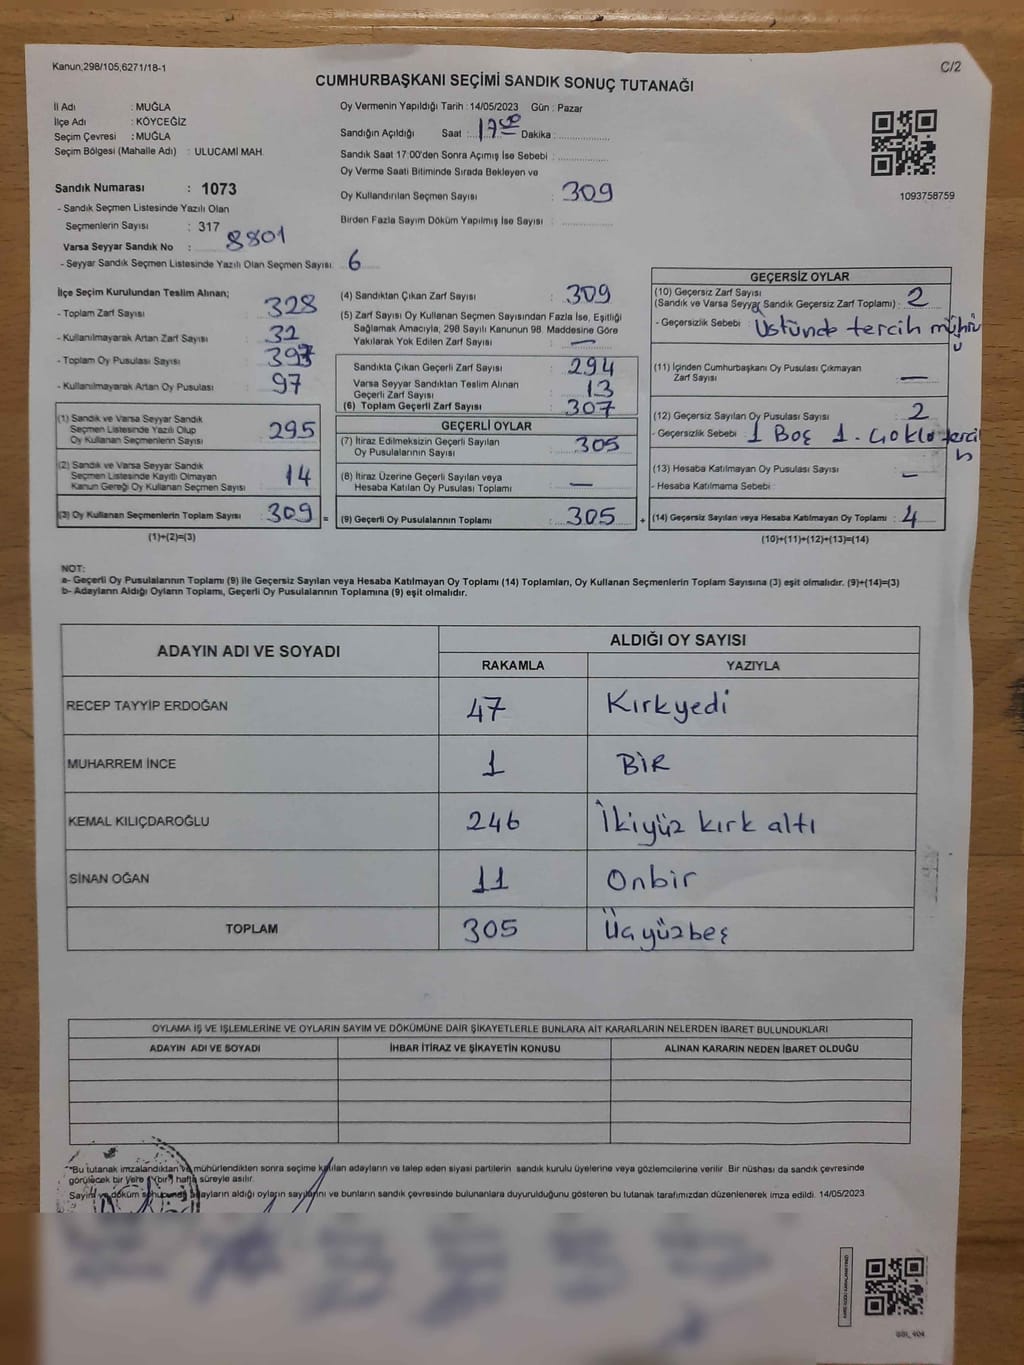 Kanun;298/105,6271/18-1
C/2
CUMHURBAŞKANI SEÇİMİ SANDIK SONUÇ TUTANAĞI
İl Adı : MUĞLA
İlçe Adı : KÖYCEĞİZ
Seçim Çevresi : MUĞLA
Seçim Bölgesi (Mahalle Adı) : ULUCAMİ MAH.
Sandık Numarası : 1073
- Sandık Seçmen Listesinde Yazılı Olan
Seçmenlerin Sayısı : 317
Varsa Seyyar Sandık No : 8801
- Seyyar Sandık Seçmen Listesinde Yazılı Olan Seçmen Sayısı: 6
Oy Vermenin Yapıldığı Tarih : 14/05/2023 Gün : Pazar
Sandığın Açıldığı Saat : 17 00 Dakika :
Sandık Saat 17:00'den Sonra Açımış İse Sebebi :
Oy Verme Saati Bitiminde Sırada Bekleyen ve
Oy Kullandırılan Seçmen Sayısı : 309
Birden Fazla Sayım Döküm Yapılmış İse Sayısı :
1093758759
İlçe Seçim Kurulundan Teslim Alınan;
- Toplam Zarf Sayısı : 328
- Kullanılmayarak Artan Zarf Sayısı : 32
- Toplam Oy Pusulası Sayısı : 397
- Kullanılmayarak Artan Oy Pusulası : 97
(1) Sandık ve Varsa Seyyar Sandık
Seçmen Listesinde Yazılı Olup
Oy Kullanan Seçmenlerin Sayısı : 295
(2) Sandık ve Varsa Seyyar Sandık
Seçmen Listesinde Kayıtlı Olmayan
Kanun Gereği Oy Kullanan Seçmen Sayısı : 14
(3) Oy Kullanan Seçmenlerin Toplam Sayısı : 309 =
(1)+(2)=(3)
(4) Sandıktan Çıkan Zarf Sayısı : 309
(5) Zarf Sayısı Oy Kullanan Seçmen Sayısından Fazla İse, Eşitliği
Sağlamak Amacıyla, 298 Sayılı Kanunun 98. Maddesine Göre
Yakılarak Yok Edilen Zarf Sayısı : —
Sandıkta Çıkan Geçerli Zarf Sayısı : 294
Varsa Seyyar Sandıktan Teslim Alınan
Geçerli Zarf Sayısı : 13
(6) Toplam Geçerli Zarf Sayısı : 307
GEÇERLİ OYLAR
(7) İtiraz Edilmeksizin Geçerli Sayılan
Oy Pusulalarının Sayısı : 305
(8) İtiraz Üzerine Geçerli Sayılan veya
Hesaba Katılan Oy Pusulası Toplamı : —
(9) Geçerli Oy Pusulalarının Toplamı : 305 +
GEÇERSİZ OYLAR
(10) Geçersiz Zarf Sayısı
(Sandık ve Varsa Seyyar Sandık Geçersiz Zarf Toplamı) : 2
- Geçersizlik Sebebi : Üstünde tercih mührü
(11) İçinden Cumhurbaşkanı Oy Pusulası Çıkmayan
Zarf Sayısı : —
(12) Geçersiz Sayılan Oy Pusulası Sayısı : 2
- Geçersizlik Sebebi : 1 Boş 1. Çoklu tercih
(13) Hesaba Katılmayan Oy Pusulası Sayısı : —
- Hesaba Katılmama Sebebi :
(14) Geçersiz Sayılan veya Hesaba Katılmayan Oy Toplamı : 4
(10)+(11)+(12)+(13)=(14)
NOT:
a- Geçerli Oy Pusulalarının Toplamı (9) ile Geçersiz Sayılan veya Hesaba Katılmayan Oy Toplamı (14) Toplamları, Oy Kullanan Seçmenlerin Toplam Sayısına (3) eşit olmalıdır. (9)+(14)=(3)
b- Adayların Aldığı Oyların Toplamı, Geçerli Oy Pusulalarının Toplamına (9) eşit olmalıdır.
ADAYIN ADI VE SOYADI
ALDIĞI OY SAYISI
RAKAMLA YAZIYLA
RECEP TAYYİP ERDOĞAN 47 Kırkyedi
MUHARREM İNCE 1 BİR
KEMAL KILIÇDAROĞLU 246 İkiyüz kırk altı
SİNAN OĞAN 11 Onbir
TOPLAM 305 Üçyüzbeş
OYLAMA İŞ VE İŞLEMLERİNE VE OYLARIN SAYIM VE DÖKÜMÜNE DAİR ŞİKAYETLERLE BUNLARA AİT KARARLARIN NELERDEN İBARET BULUNDUKLARI
ADAYIN ADI VE SOYADI İHBAR İTİRAZ VE ŞİKAYETİN KONUSU ALINAN KARARIN NEDEN İBARET OLDUĞU
"Bu tutanak imzalandıktan ve mühürlendikten sonra seçime katılan adayların ve talep eden siyasi partilerin sandık kurulu üyelerine veya gözlemcilerine verilir. Bir nüshası da sandık çevresinde
görülecek bir yere (bir) hafta süreyle asılır.
Sayım ve döküm sonucunda adayların aldığı oyların sayılarını ve bunların sandık çevresinde bulunanlara duyurulduğunu gösteren bu tutanak tarafımızdan düzenlenerek imza edildi. 14/05/2023